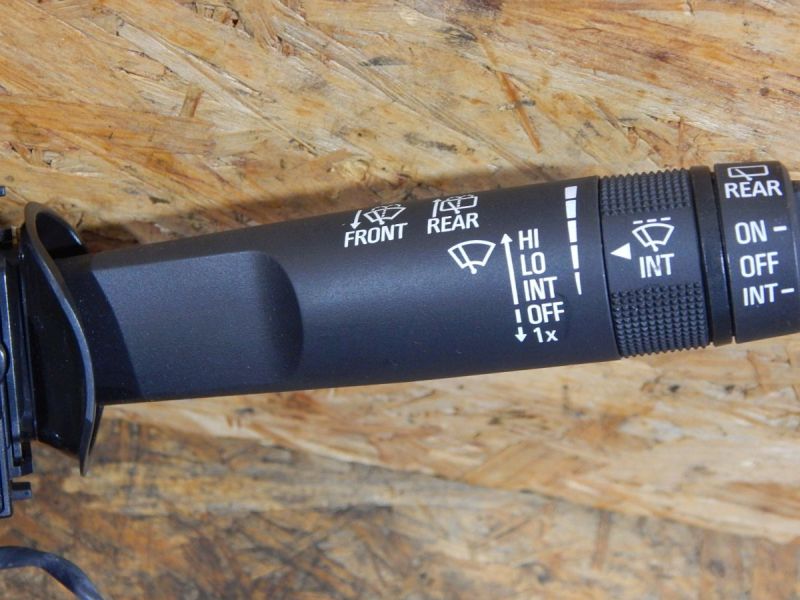 FRONT
REAR
HI
LO
INT
OFF
1x
INT
REAR
ON -
OFF
INT -